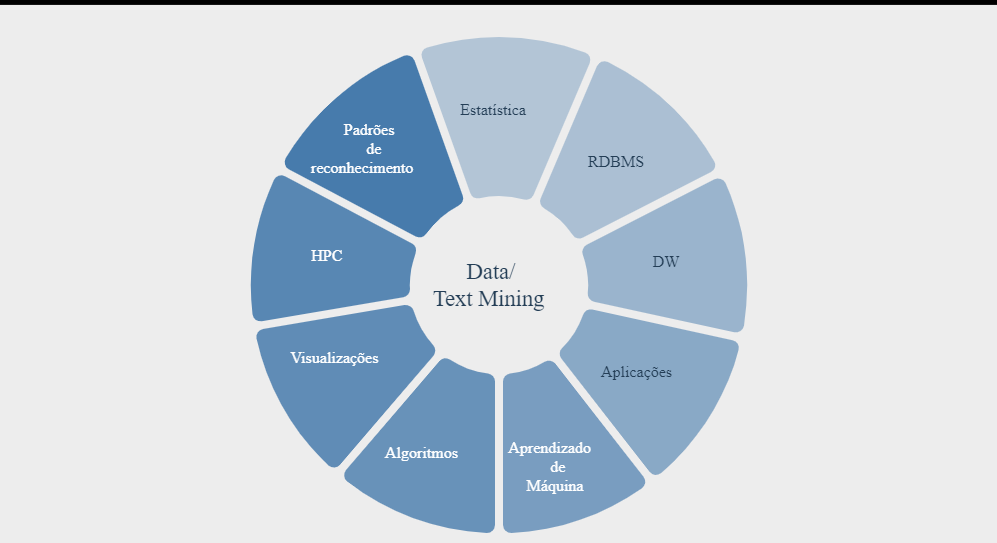 Estatística
RDBMS
DW
Aplicações
Aprendizado
de
Máquina
Algoritmos
Visualizações
HPC
Padrões
de
reconhecimento
Data/
Text Mining